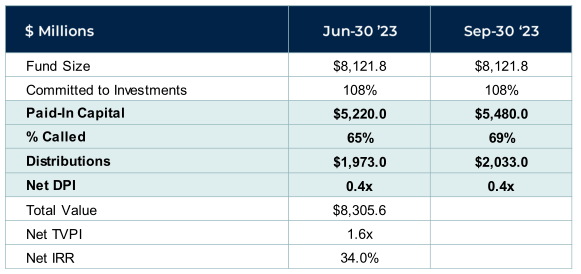 $ Millions Jun-30 ’23 Sep-30 ‘23
Fund Size $8,121.8 $8,121.8
Committed to Investments 108% 108%
Paid-In Capital $5,220.0 $5,480.0
% Called 65% 69%
Distributions $1,973.0 $2,033.0
Net DPI 0.4x 0.4x
Total Value $8,305.6
Net TVPI 1.6x
Net IRR 34.0%